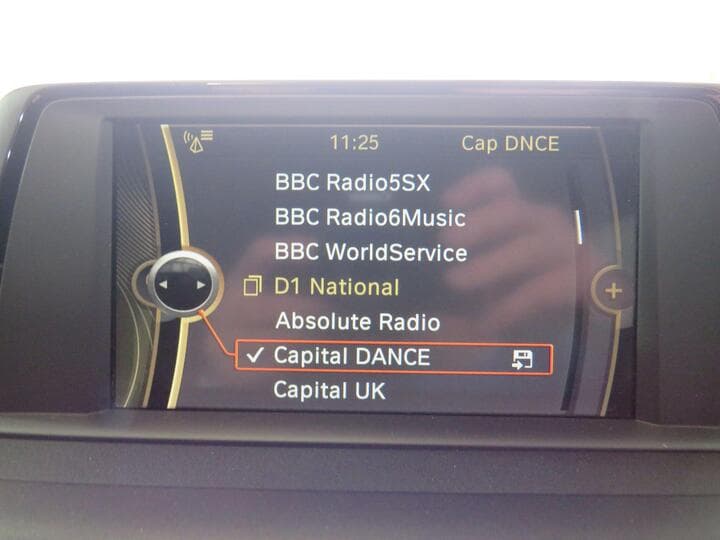 11:25 Cap DNCE
BBC Radio5SX
BBC Radio6Music
BBC WorldService
D1 National
Absolute Radio
Capital DANCE
Capital UK